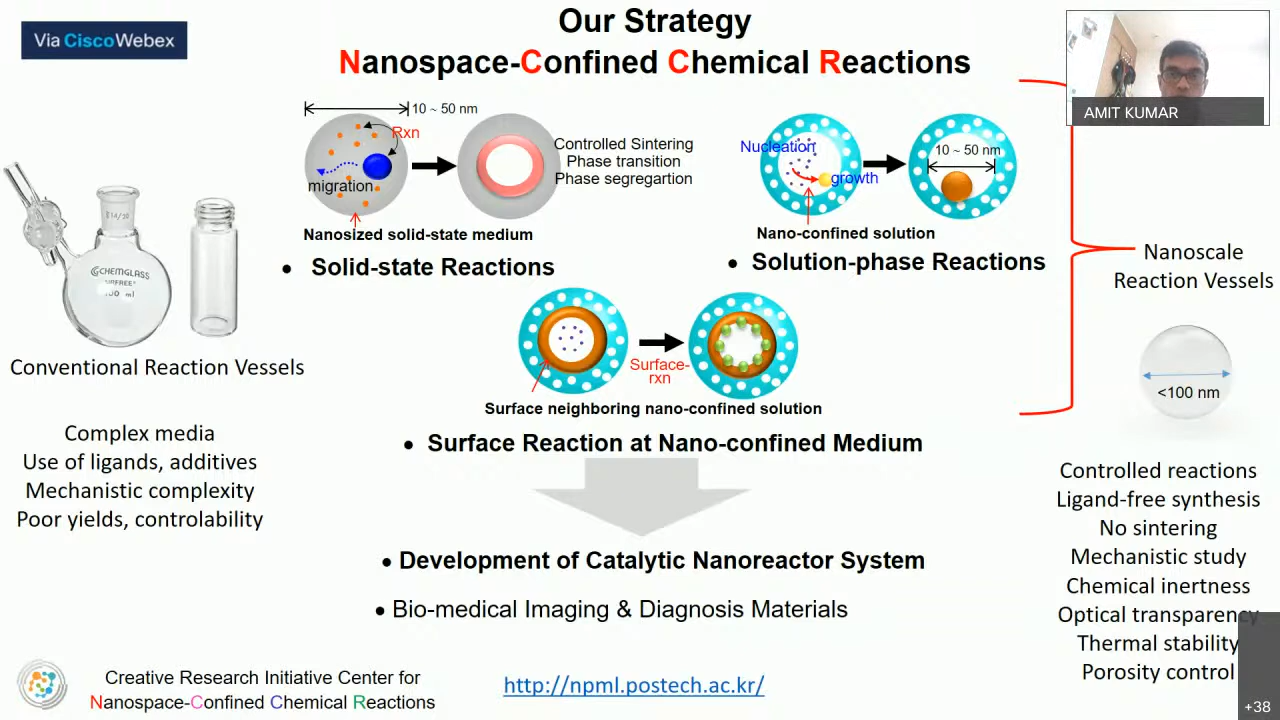 Via CiscoWebex
Our Strategy
Nanospace-Confined Chemical Reactions
AMIT KUMAR
10 ~ 50 nm
Rxn
migration
Controlled Sintering
Phase transition
Phase segregartion
Nanosized solid-state medium
• Solid-state Reactions
Nucleation
growth
10 ~ 50 nm
Nano-confined solution
• Solution-phase Reactions
Surface-
rxn
Surface neighboring nano-confined solution
• Surface Reaction at Nano-confined Medium
14/20
CHEMGLASS
Conventional Reaction Vessels
Complex media
Use of ligands, additives
Mechanistic complexity
Poor yields, controlability
Nanoscale
Reaction Vessels
<100 nm
Controlled reactions
Ligand-free synthesis
No sintering
Mechanistic study
Chemical inertness
Optical transparency
Thermal stability
Porosity control
• Development of Catalytic Nanoreactor System
• Bio-medical Imaging & Diagnosis Materials
Creative Research Initiative Center for
Nanospace-Confined Chemical Reactions
http://npml.postech.ac.kr/
+38